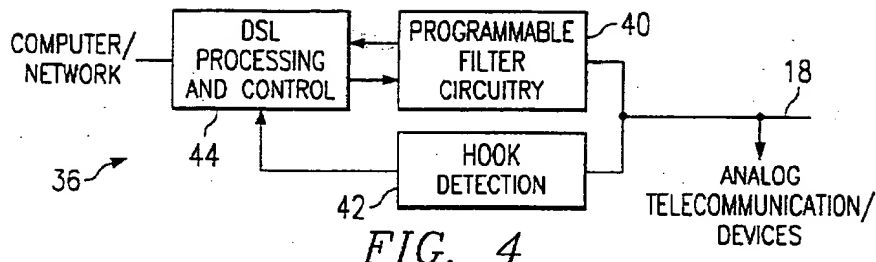 COMPUTER/
NETWORK
DSL
PROCESSING
AND CONTROL
44
PROGRAMMABLE
FILTER
CIRCUITRY
40
HOOK
DETECTION
42
18
ANALOG
TELECOMMUNICATION/
DEVICES
36
FIG. 4